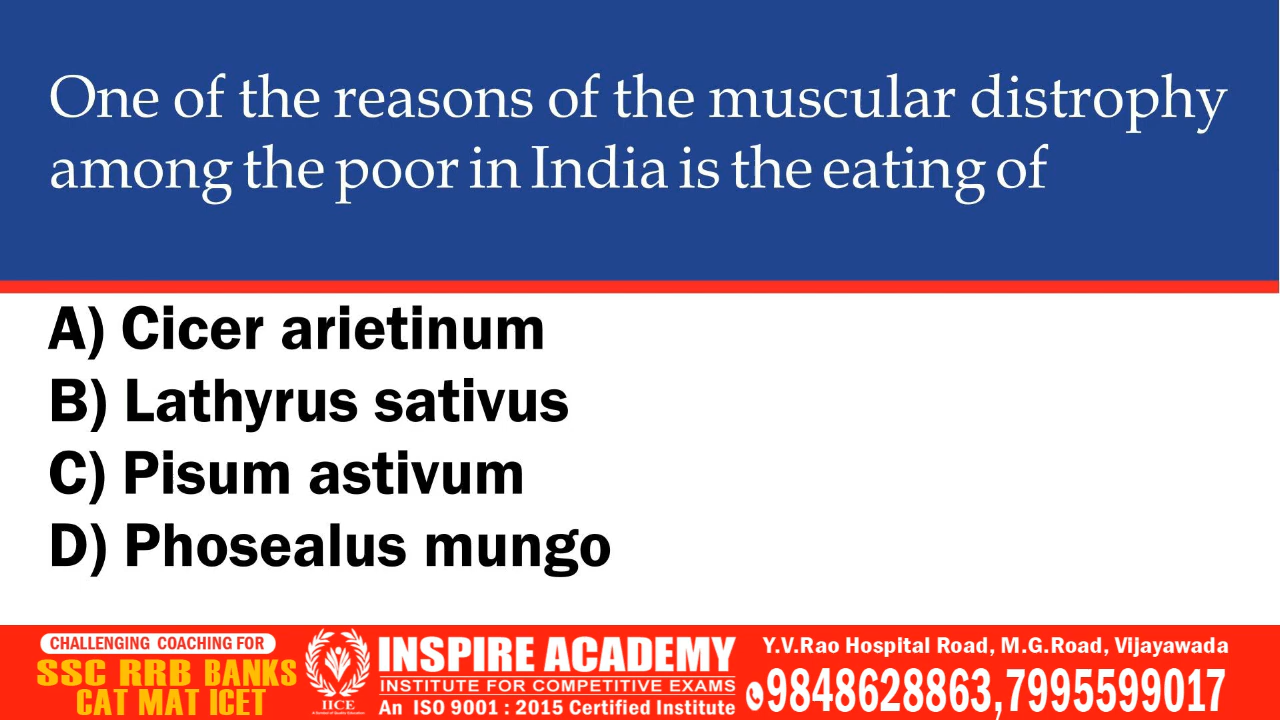 One of the reasons of the muscular distrophy
among the poor in India is the eating of
A) Cicer arietinum
B) Lathyrus sativus
C) Pisum astivum
D) Phosealus mungo
CHALLENGING COACHING FOR
SSC RRB BANKS
CAT MAT ICET
IICE
INSPIRE ACADEMY
INSTITUTE FOR COMPETITIVE EXAMS
An ISO 9001 : 2015 Certified Institute
Y.V.Rao Hospital Road, M.G.Road, Vijayawada
9848628863,7995599017